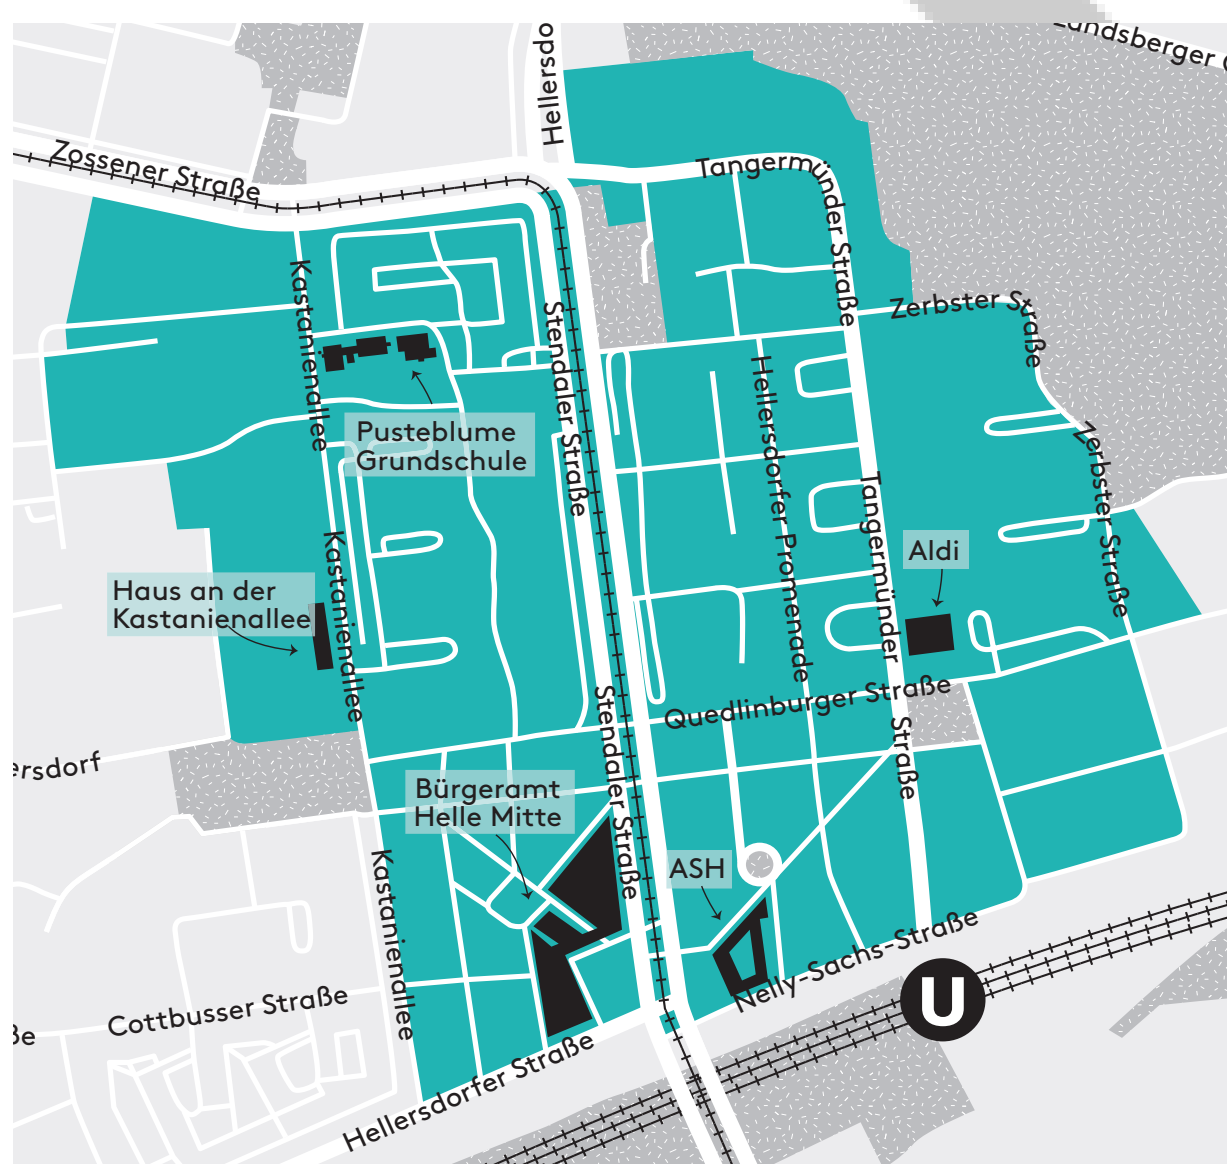 Landsberger
Hellersdo
Zossener Straße
Tangermünder Straße
Kastanienallee
Zerbster Straße
Stendaler Straße
Hellersdorfer Promenade
Pusteblume
Grundschule
Zerbster Straße
Tangermünder
Straße
Aldi
Kastanienallee
Haus an der
Kastanienallee
Quedlinburger Straße
Stendaler Straße
ersdorf
Bürgeramt
Helle Mitte
ASH
Kastanienallee
Nelly-Sachs-Straße
U
Cottbusser Straße
ße
Hellersdorfer Straße